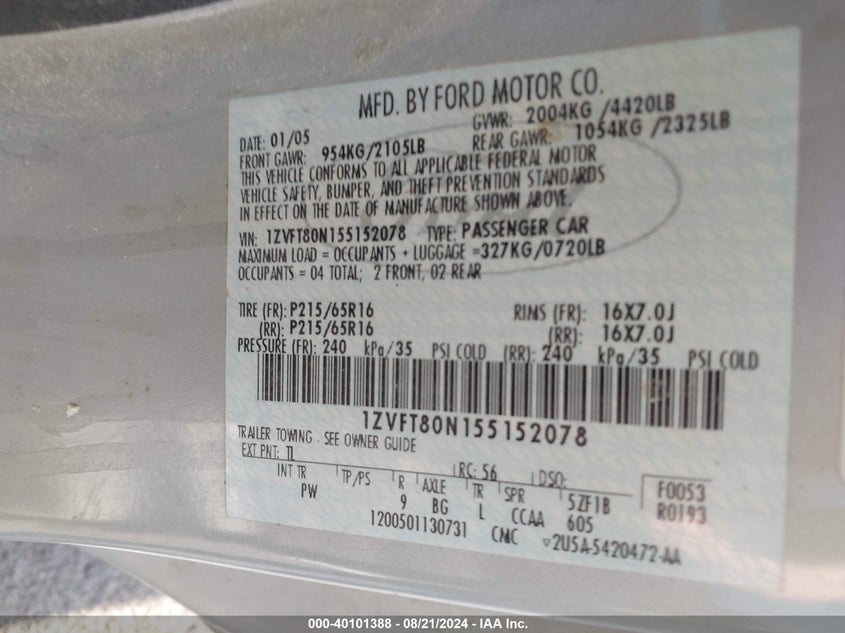 MFD. BY FORD MOTOR CO.
DATE: 01/05 GVWR: 2004KG /4420LB
FRONT GAWR: 954KG/2105LB REAR GAWR: 1054KG /2325LB
THIS VEHICLE CONFORMS TO ALL APPLICABLE FEDERAL MOTOR
VEHICLE SAFETY, BUMPER, AND THEFT PREVENTION STANDARDS
IN EFFECT ON THE DATE OF MANUFACTURE SHOWN ABOVE.
VIN: 1ZVFT80N155152078 TYPE: PASSENGER CAR
MAXIMUM LOAD = OCCUPANTS + LUGGAGE =327KG/0720LB
OCCUPANTS = 04 TOTAL; 2 FRONT, 02 REAR
TIRE (FR): P215/65R16 RIMS (FR): 16X7.0J
(RR): P215/65R16 (RR): 16X7.0J
PRESSURE (FR): 240 kPa/35 PSI COLD (RR): 240 kPa/35 PSI COLD
1ZVFT80N155152078
TRAILER TOWING - SEE OWNER GUIDE
EXT PNT: TL RC: 56 DSO:
INT TR TP/PS R AXLE TR SPR 5ZF1B F0053
PW 9 BG L CCAA 605 R0193
1200501130731 CMC 2U5A-5420472-AA
000-40101388 - 08/21/2024 - IAA Inc.